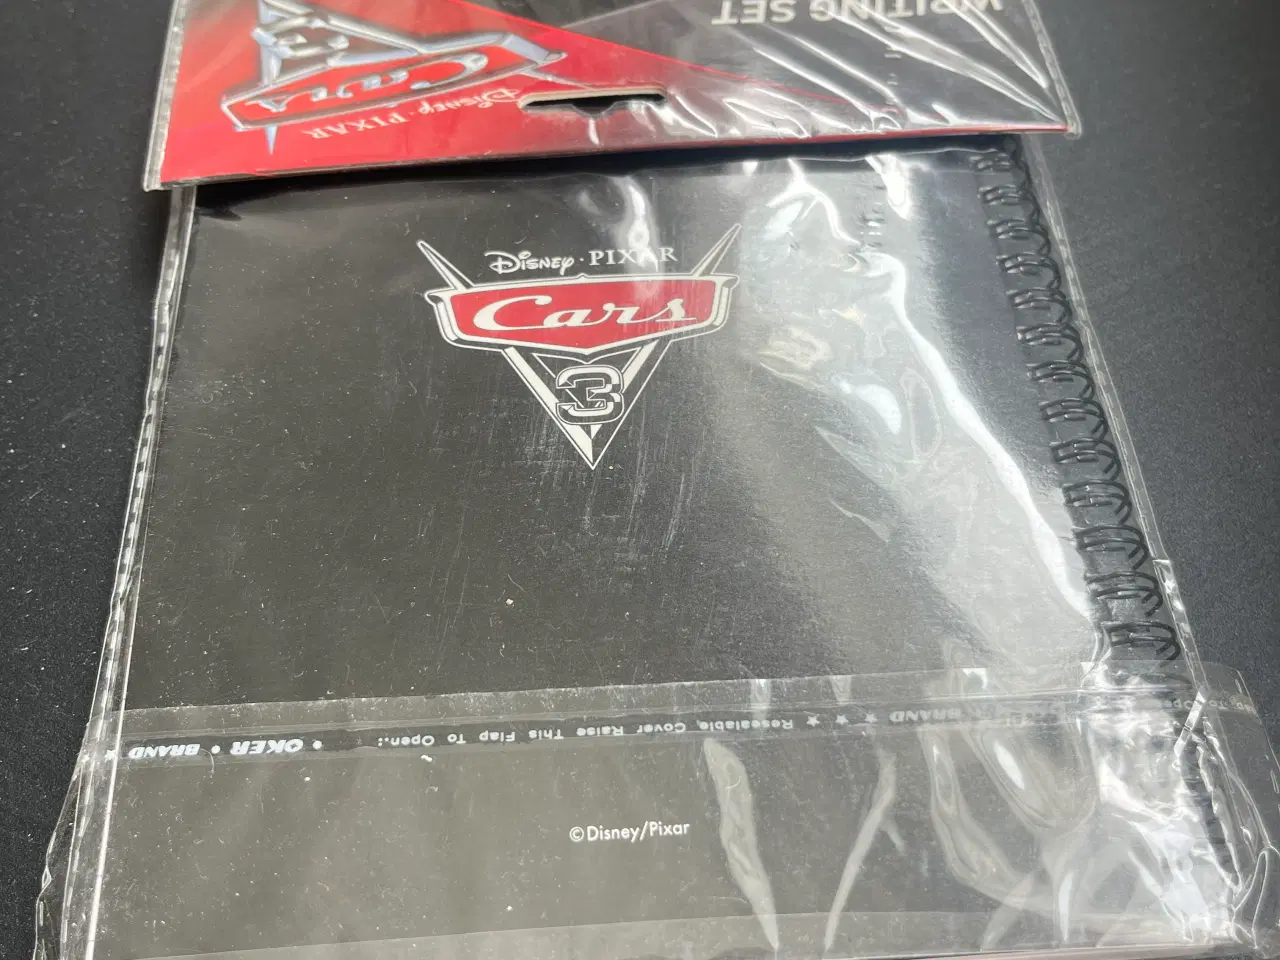 WRITING SET
Disney·PIXAR
Cars
3
Disney·PIXAR
Cars
3
★ BRAND • OKER • Resealable, Cover Raise This Flap To Open.: ★ ★ ★ BRAND
©Disney/Pixar